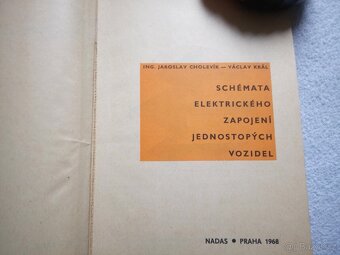 ING. JAROSLAV CHOLEVÍK — VÁCLAV KRÁL
SCHÉMATA
ELEKTRICKÉHO
ZAPOJENÍ
JEDNOSTOPÝCH
VOZIDEL
NADAS ● PRAHA 1968